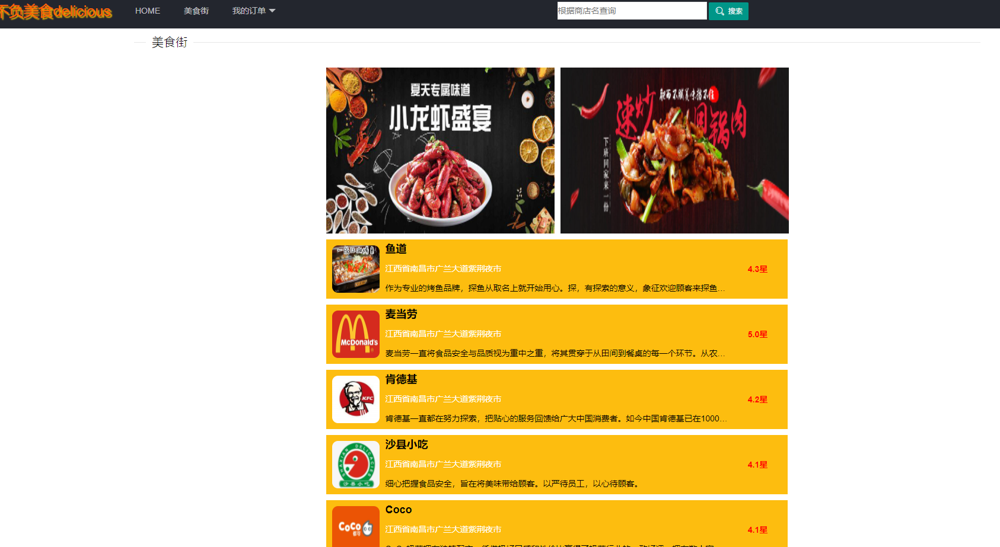 不负美食delicious
HOME
美食街
我的订单
根据商店名查询
搜索
美食街
夏天专属味道
小龙虾盛宴
肥而不腻美味挡不住
速炒回锅肉
下班回家来一份
鱼道
江西省南昌市广兰大道紫荆夜市
4.3星
作为专业的烤鱼品牌，探鱼从取名上就开始用心。探，有探索的意义，象征欢迎顾客来探鱼...
McDonald's
麦当劳
江西省南昌市广兰大道紫荆夜市
5.0星
麦当劳一直将食品安全与品质视为重中之重，将其贯穿于从田间到餐桌的每一个环节。从农...
KFC
肯德基
江西省南昌市广兰大道紫荆夜市
4.2星
肯德基一直都在努力探索，把贴心的服务回馈给广大中国消费者。如今中国肯德基已在1000...
SHAXIAN DELICACIES
沙县小吃
沙县小吃
江西省南昌市广兰大道紫荆夜市
4.1星
细心把握食品安全，旨在将美味带给顾客。以严待员工，以心待顾客。
CoCo
都可
Coco
江西省南昌市广兰大道紫荆夜市
4.1星